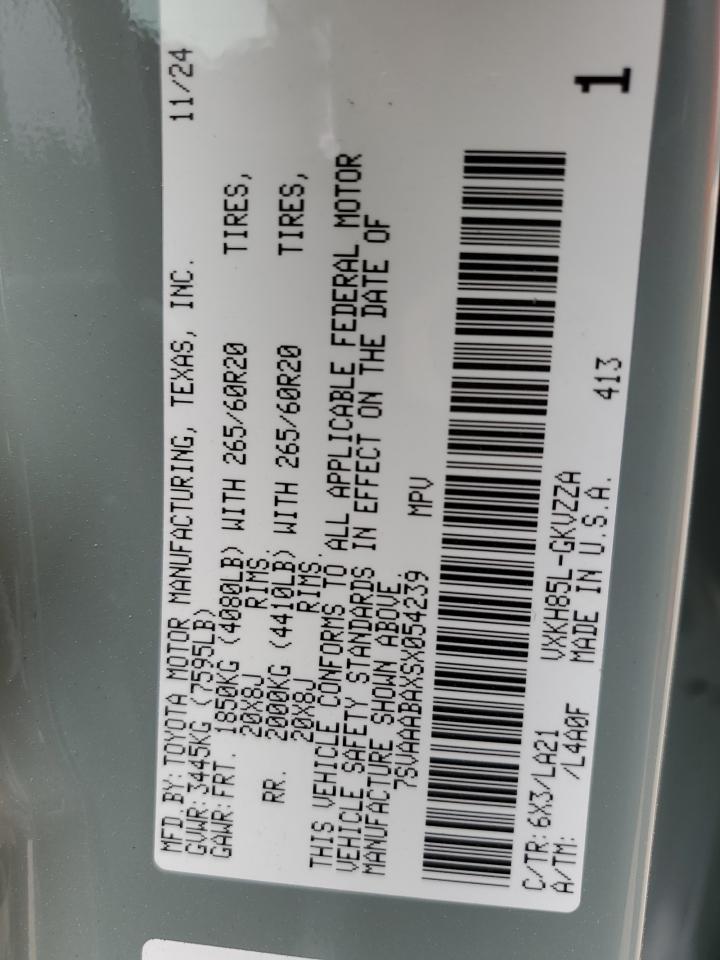 MFD BY: TOYOTA MOTOR MANUFACTURING, TEXAS, INC. 11/24
GVWR: 3445KG (7595LB)
GAWR: FRT. 1850KG (4080LB) WITH 265/60R20 TIRES,
20X8J RIMS
RR. 2000KG (4410LB) WITH 265/60R20 TIRES,
20X8J RIMS.
THIS VEHICLE CONFORMS TO ALL APPLICABLE FEDERAL MOTOR
VEHICLE SAFETY STANDARDS IN EFFECT ON THE DATE OF
MANUFACTURE SHOWN ABOVE.
7SVAAABAXSX054239 MPV
1
C/TR: 6X3/LA21 VXKH85L-GKVZZA 413
A/TM: /L4A0F MADE IN U.S.A.